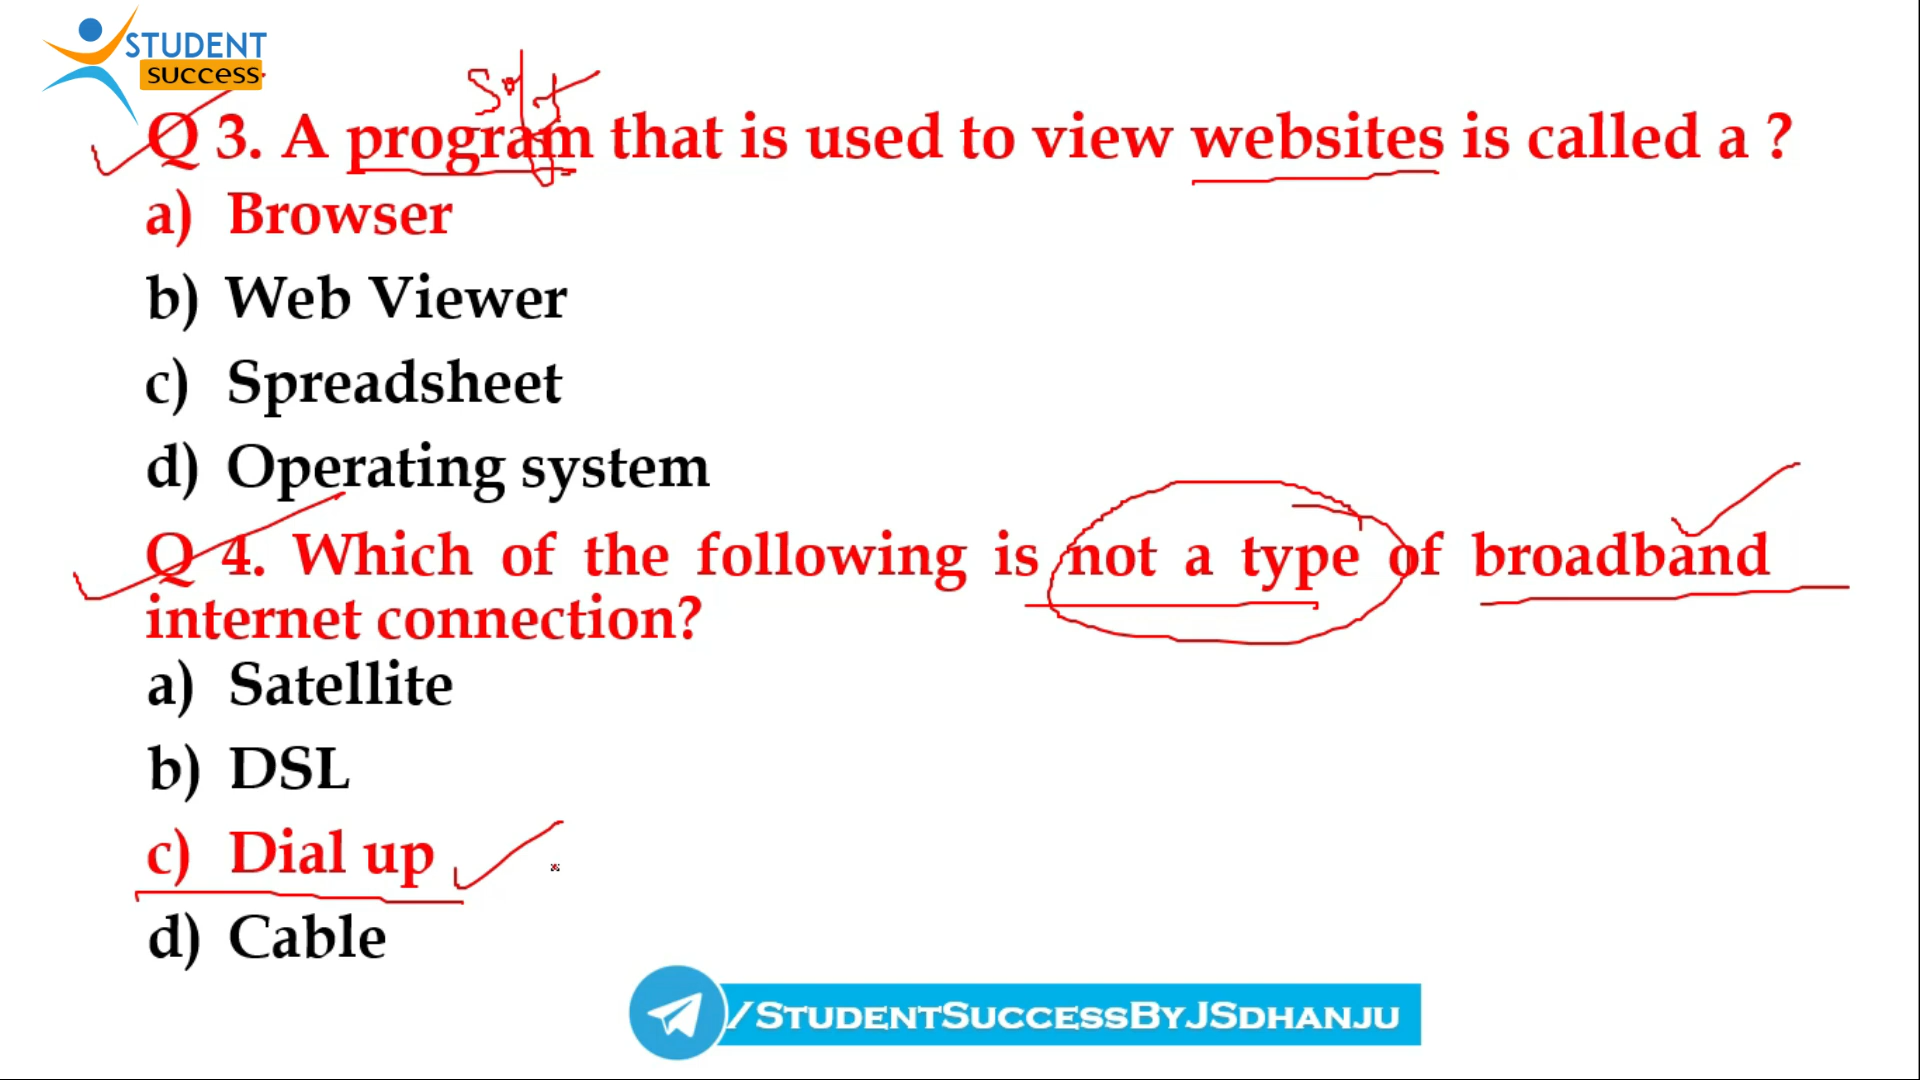 STUDENT
success
Soft
Q 3. A program that is used to view websites is called a ?
a) Browser
b) Web Viewer
c) Spreadsheet
d) Operating system
Q 4. Which of the following is not a type of broadband
internet connection?
a) Satellite
b) DSL
c) Dial up
d) Cable
/STUDENTSUCCESSBYJSDHANJU